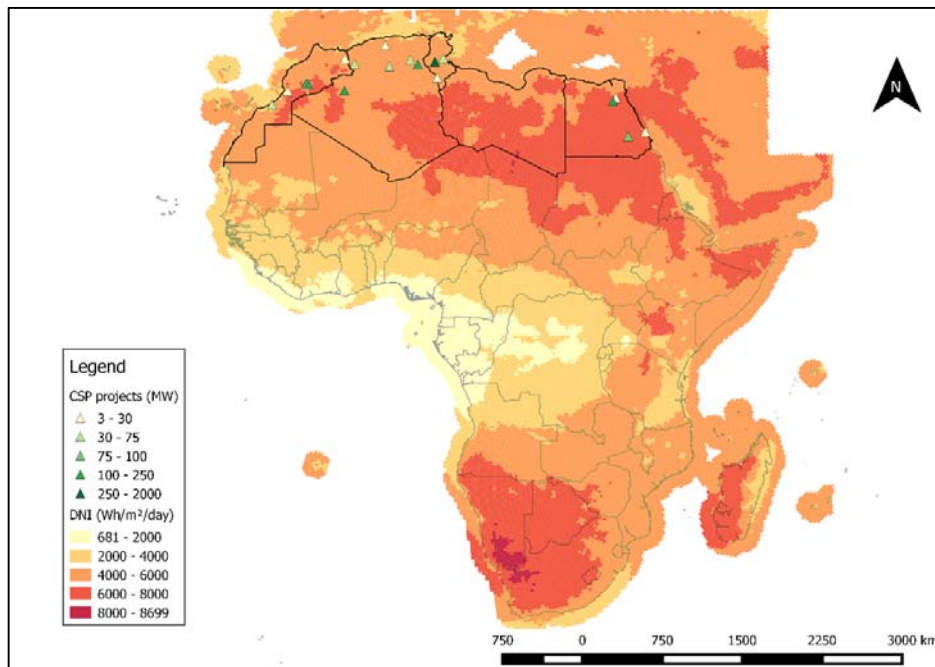 N
Legend
CSP projects (MW)
3 - 30
30 - 75
75 - 100
100 - 250
250 - 2000
DNI (Wh/m²/day)
681 - 2000
2000 - 4000
4000 - 6000
6000 - 8000
8000 - 8699
750 0 750 1500 2250 3000 km